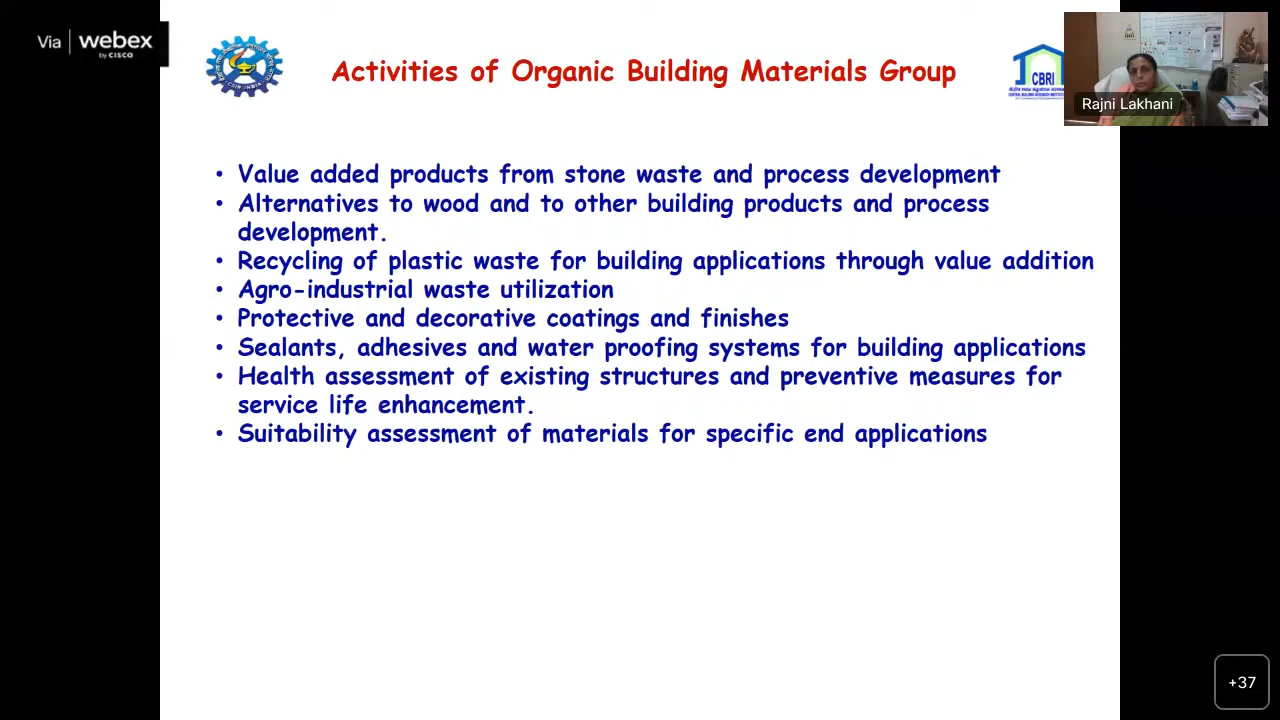 Via webex
by CISCO
Activities of Organic Building Materials Group
CSIR-INDIA
CBRI
Rajni Lakhani
• Value added products from stone waste and process development
• Alternatives to wood and to other building products and process
development.
• Recycling of plastic waste for building applications through value addition
• Agro-industrial waste utilization
• Protective and decorative coatings and finishes
• Sealants, adhesives and water proofing systems for building applications
• Health assessment of existing structures and preventive measures for
service life enhancement.
• Suitability assessment of materials for specific end applications
+37